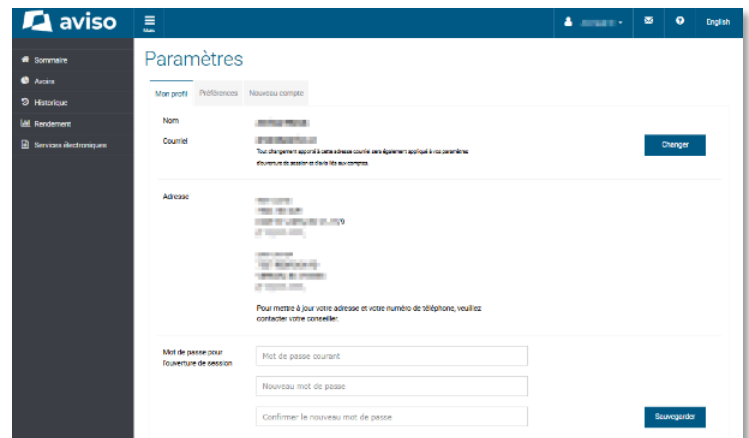 aviso
Menu
English
Sommaire
Avoirs
Historique
Rendement
Services électroniques
Paramètres
Mon profil
Préférences
Nouveau compte
Nom
Courriel
Tout changement apporté à cette adresse courriel sera également appliqué à vos paramètres
d'ouverture de session et d'avis liés aux comptes.
Changer
Adresse
Pour mettre à jour votre adresse et votre numéro de téléphone, veuillez
contacter votre conseiller.
Mot de passe pour
l'ouverture de session
Mot de passe courant
Nouveau mot de passe
Confirmer le nouveau mot de passe
Sauvegarder